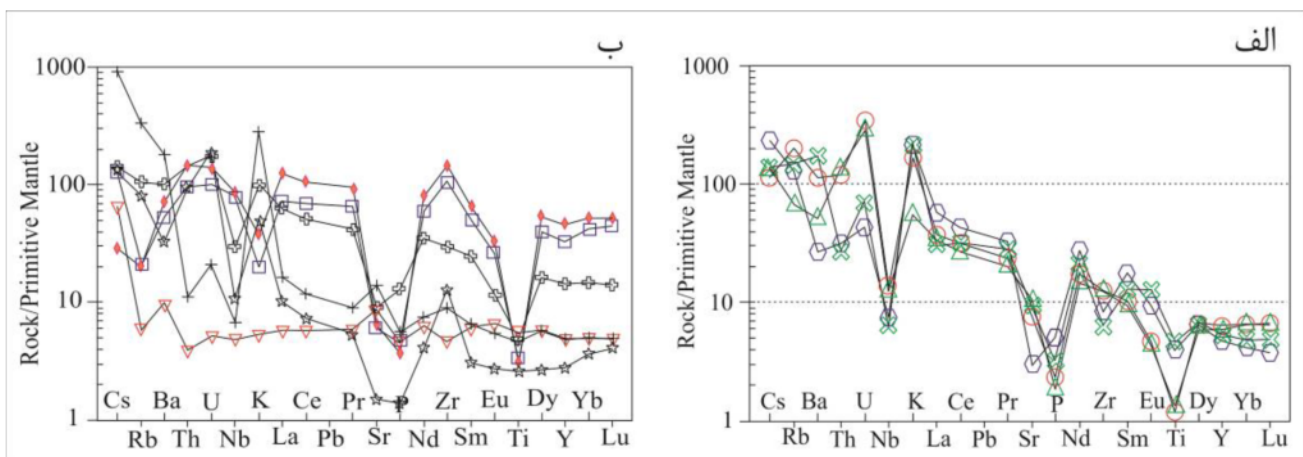 ب
الف
1000
100
10
1
Rock/Primitive Mantle
Cs Ba U K Ce Pr P Zr Eu Dy Yb
Rb Th Nb La Pb Sr Nd Sm Ti Y Lu
1000
100
10
1
Rock/Primitive Mantle
Cs Ba U K Ce Pr P Zr Eu Dy Yb
Rb Th Nb La Pb Sr Nd Sm Ti Y Lu